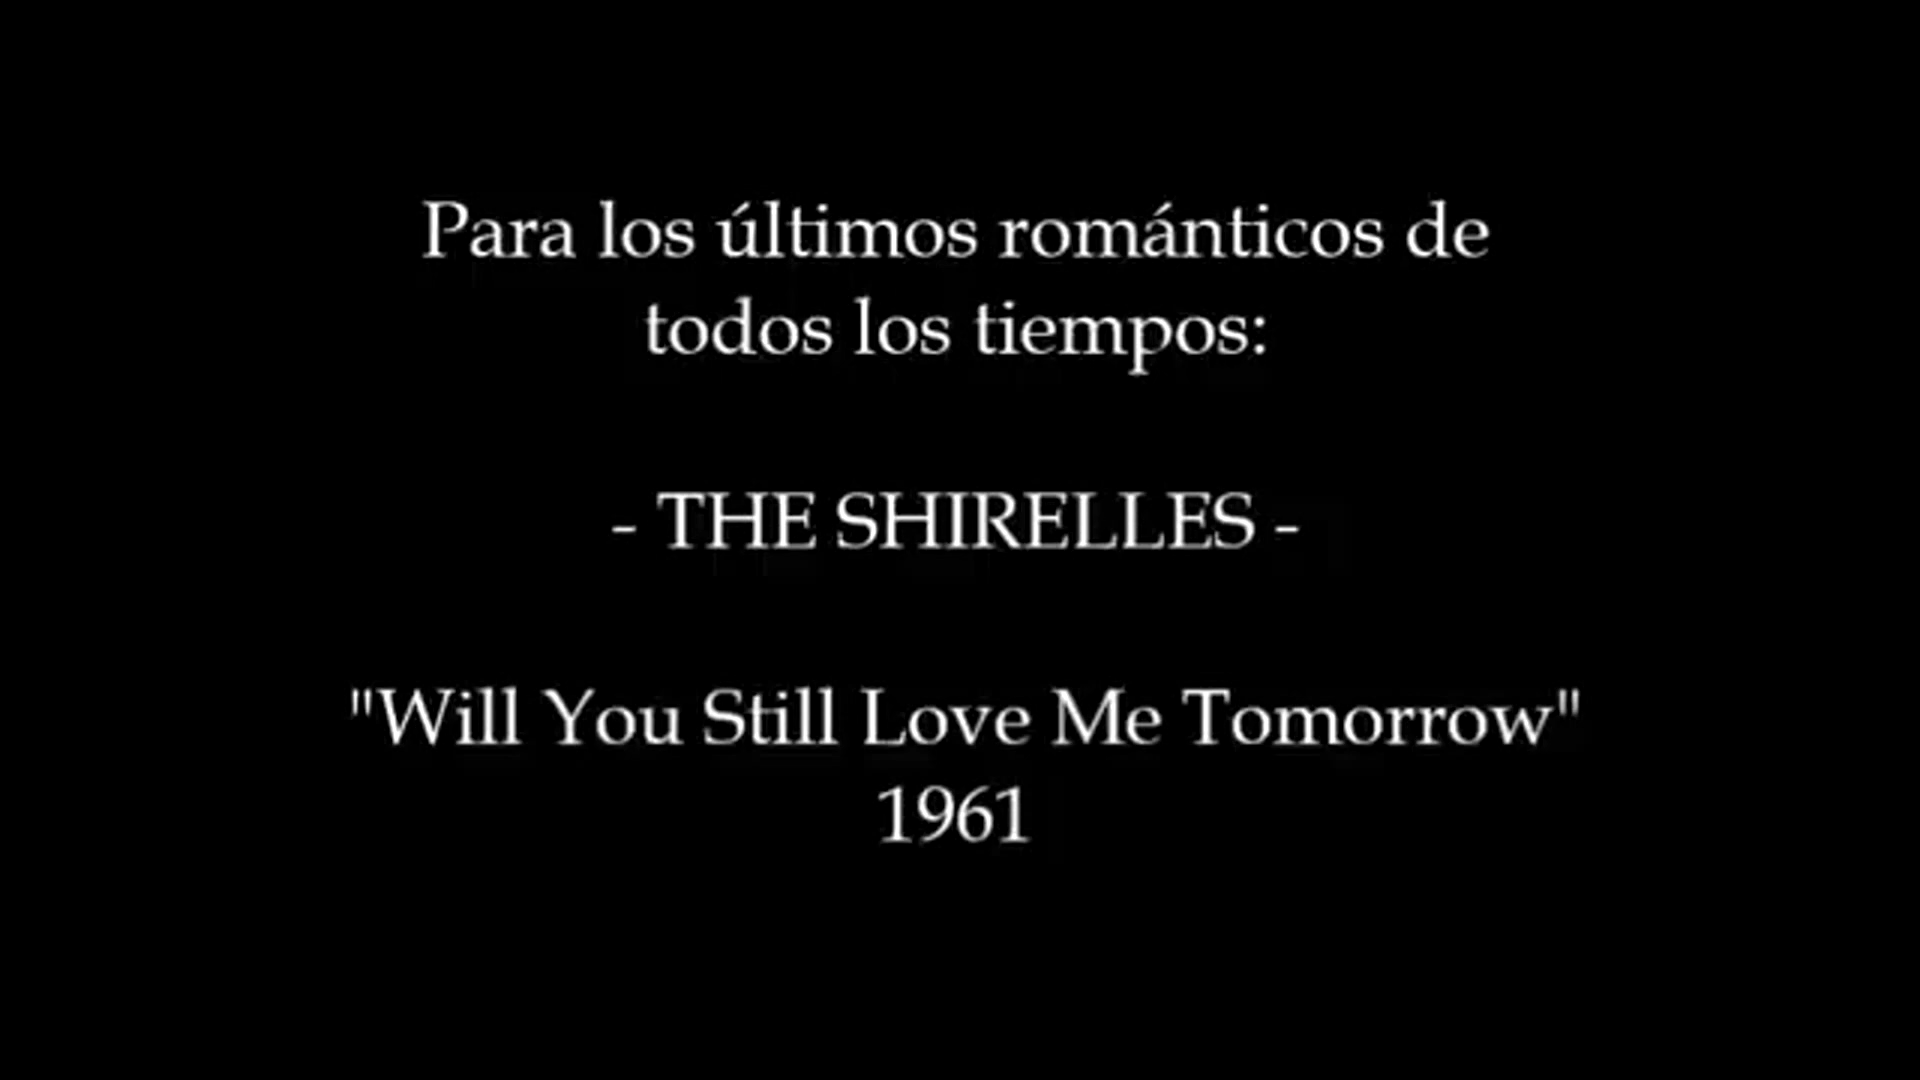 Para los últimos románticos de
todos los tiempos:
- THE SHIRELLES -
"Will You Still Love Me Tomorrow"
1961